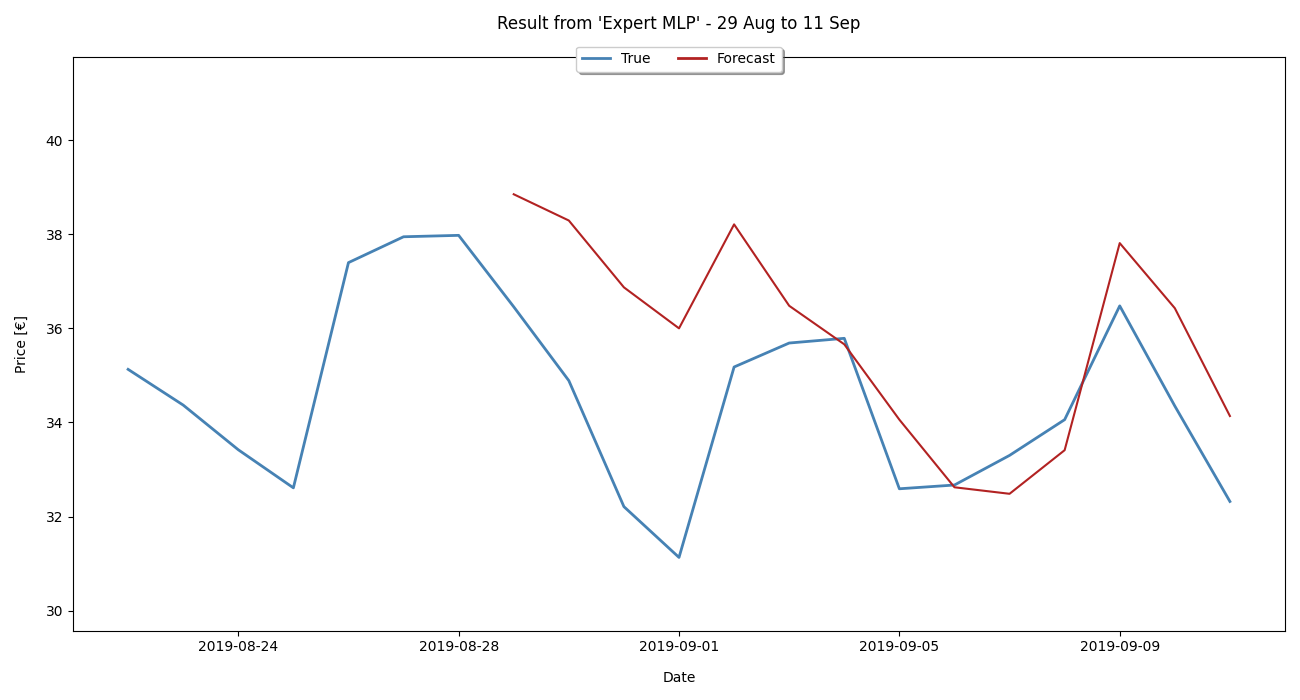 Result from 'Expert MLP' - 29 Aug to 11 Sep
True Forecast
Price [€]
40
38
36
34
32
30
2019-08-24 2019-08-28 2019-09-01 2019-09-05 2019-09-09
Date